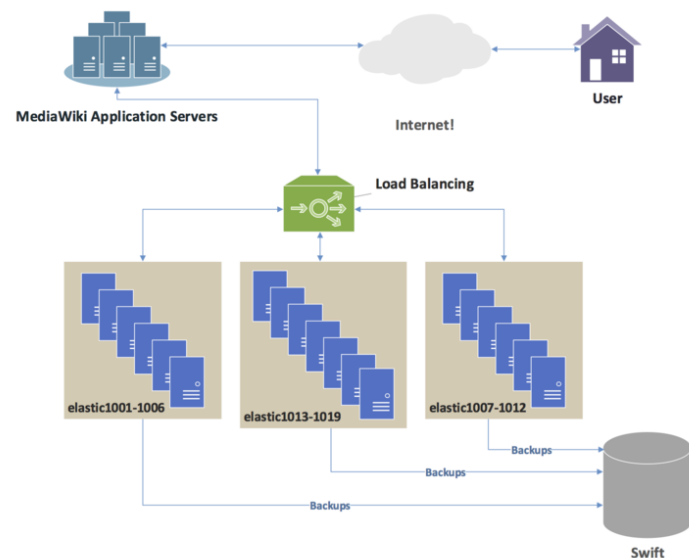 MediaWiki Application Servers
Internet!
User
Load Balancing
elastic1001-1006
elastic1013-1019
elastic1007-1012
Backups
Backups
Backups
Swift